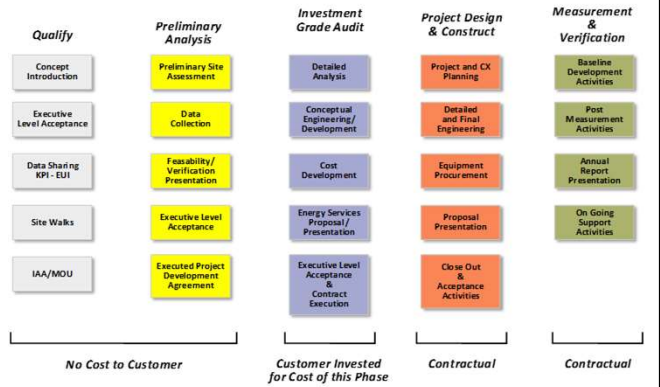 Qualify
Concept
Introduction
Executive
Level Acceptance
Data Sharing
KPI - EUI
Site Walks
IAA/MOU
Preliminary
Analysis
Preliminary Site
Assessment
Data
Collection
Feasability/
Verification
Presentation
Executive Level
Acceptance
Executed Project
Development
Agreement
No Cost to Customer
Investment
Grade Audit
Detailed
Analysis
Conceptual
Engineering/
Development
Cost
Development
Energy Services
Proposal/
Presentation
Executive Level
Acceptance
&
Contract
Execution
Customer Invested
for Cost of this Phase
Project Design
& Construct
Project and CX
Planning
Detailed
and Final
Engineering
Equipment
Procurement
Proposal
Presentation
Close Out
&
Acceptance
Activities
Contractual
Measurement
&
Verification
Baseline
Development
Activities
Post
Measurement
Activities
Annual
Report
Presentation
On Going
Support
Activities
Contractual